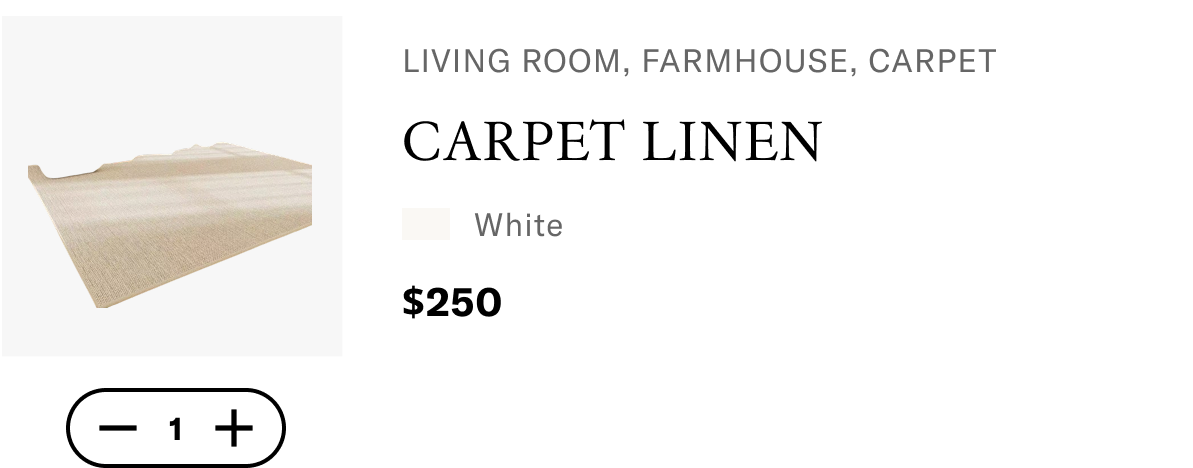 LIVING ROOM, FARMHOUSE, CARPET
CARPET LINEN
White
$250
1